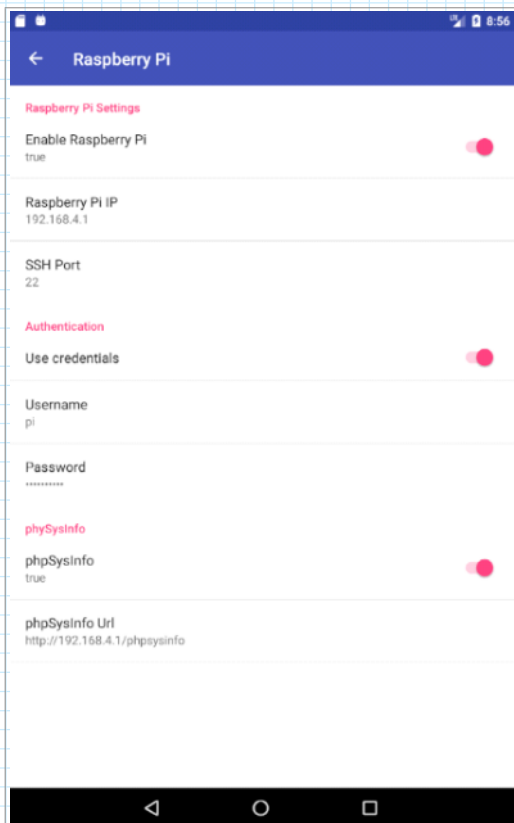 8:56
Raspberry Pi
Raspberry Pi Settings
Enable Raspberry Pi
true
Raspberry Pi IP
192.168.4.1
SSH Port
22
Authentication
Use credentials
Username
pi
Password
••••••••••
phySysInfo
phpSysInfo
true
phpSysInfo Url
http://192.168.4.1/phpsysinfo